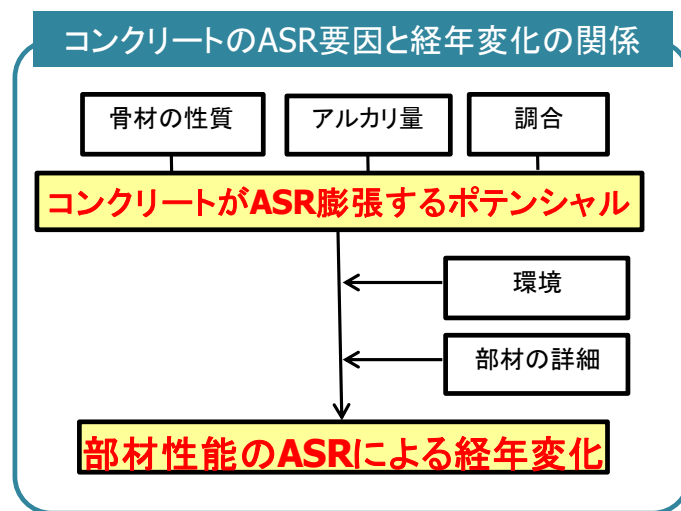 コンクリートのASR要因と経年変化の関係
骨材の性質
アルカリ量
調合
コンクリートがASR膨張するポテンシャル
環境
部材の詳細
部材性能のASRによる経年変化